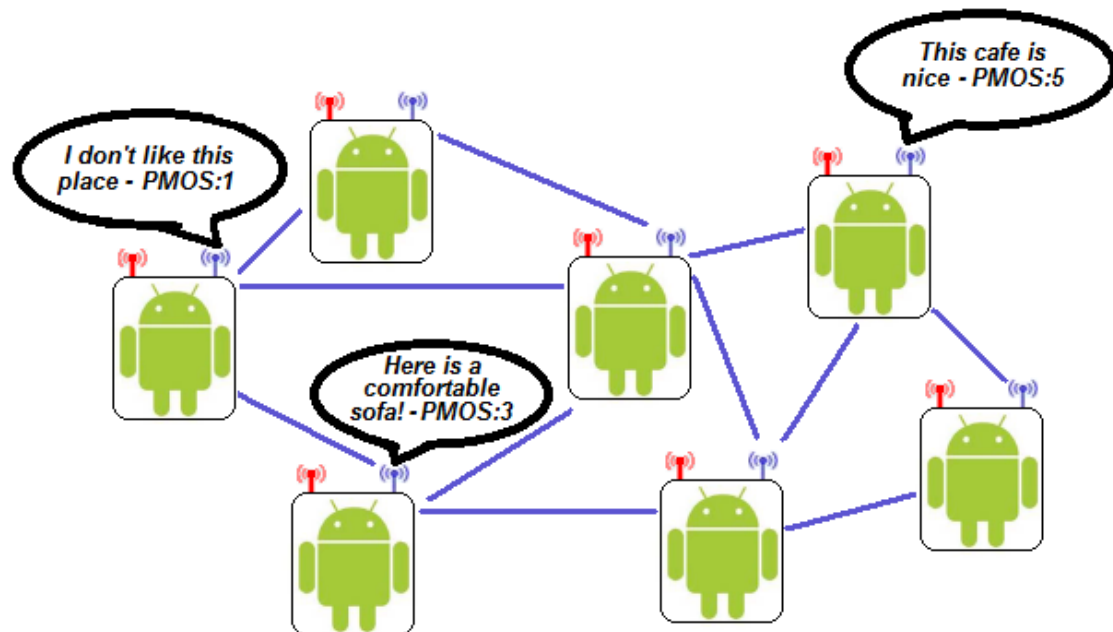 This cafe is
nice - PMOS:5
I don't like this
place - PMOS:1
Here is a
comfortable
sofa! - PMOS:3